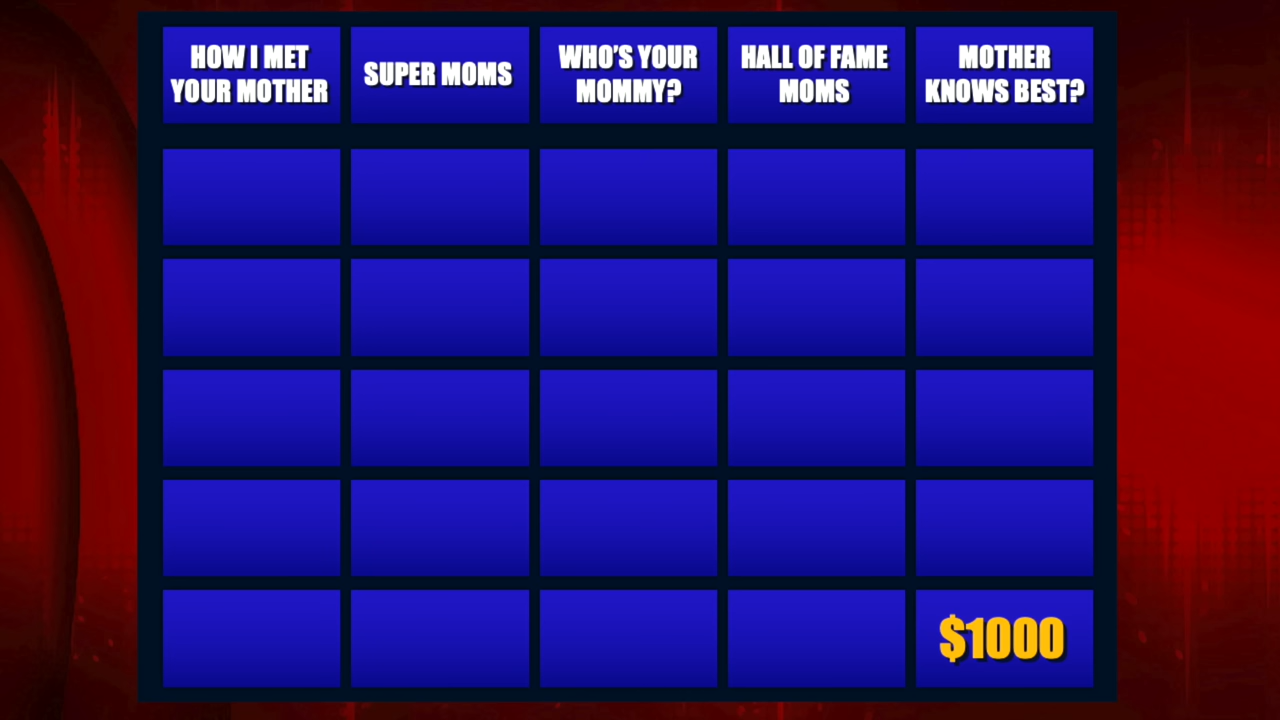 HOW I MET
YOUR MOTHER
SUPER MOMS
WHO'S YOUR
MOMMY?
HALL OF FAME
MOMS
MOTHER
KNOWS BEST?
$1000